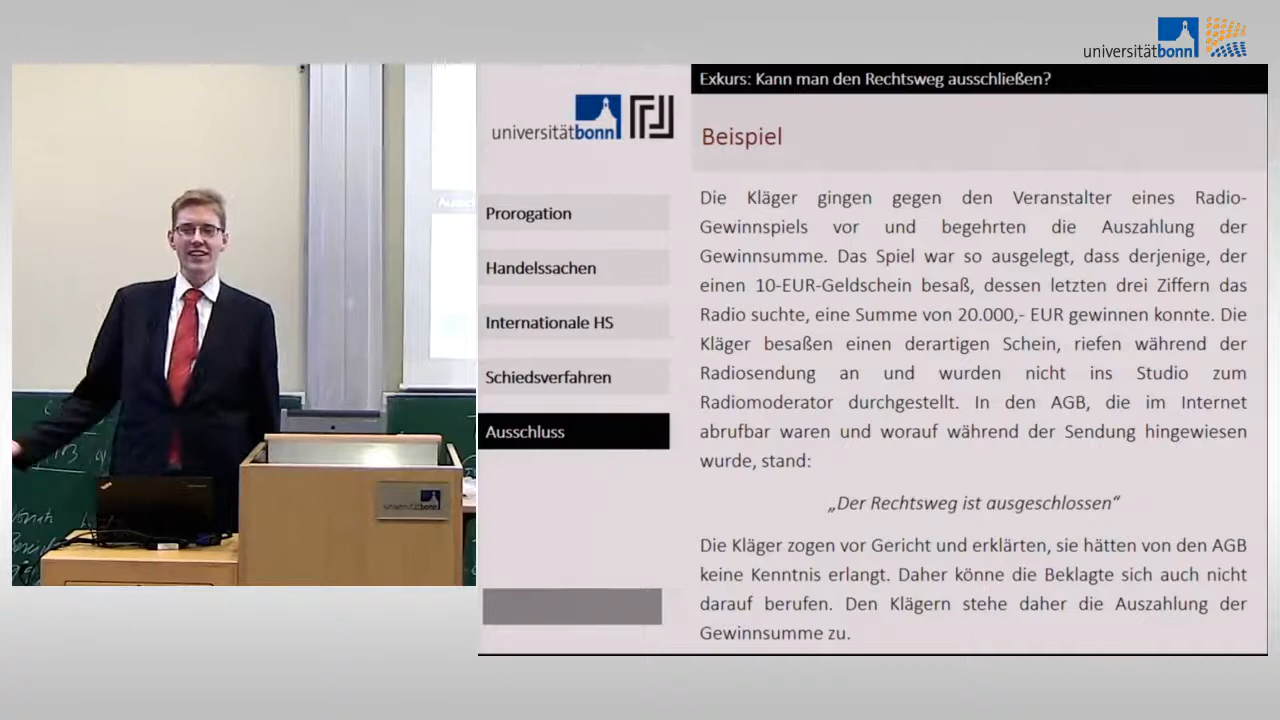 universitätbonn
Exkurs: Kann man den Rechtsweg ausschließen?
universitätbonn
Beispiel
Prorogation
Handelssachen
Internationale HS
Schiedsverfahren
Ausschluss
Die Kläger gingen gegen den Veranstalter eines Radio-
Gewinnspiels vor und begehrten die Auszahlung der
Gewinnsumme. Das Spiel war so ausgelegt, dass derjenige, der
einen 10-EUR-Geldschein besaß, dessen letzten drei Ziffern das
Radio suchte, eine Summe von 20.000,- EUR gewinnen konnte. Die
Kläger besaßen einen derartigen Schein, riefen während der
Radiosendung an und wurden nicht ins Studio zum
Radiomoderator durchgestellt. In den AGB, die im Internet
abrufbar waren und worauf während der Sendung hingewiesen
wurde, stand:
„Der Rechtsweg ist ausgeschlossen“
Die Kläger zogen vor Gericht und erklärten, sie hätten von den AGB
keine Kenntnis erlangt. Daher könne die Beklagte sich auch nicht
darauf berufen. Den Klägern stehe daher die Auszahlung der
Gewinnsumme zu.
universitätbonn